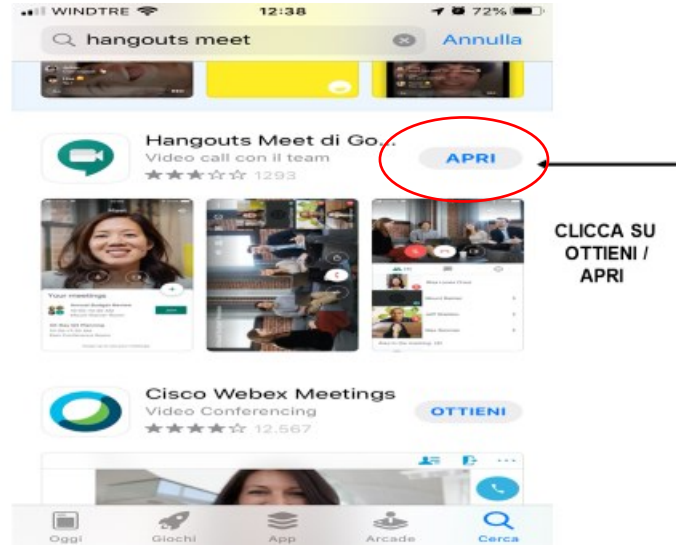 WINDTRE 12:38 72%
hangouts meet Annulla
Hangouts Meet di Go...
Video call con il team
1293
APRI
CLICCA SU
OTTIENI /
APRI
Your meetings
Cisco Webex Meetings
Video Conferencing
12.567
OTTIENI
Oggi Giochi App Arcade Cerca